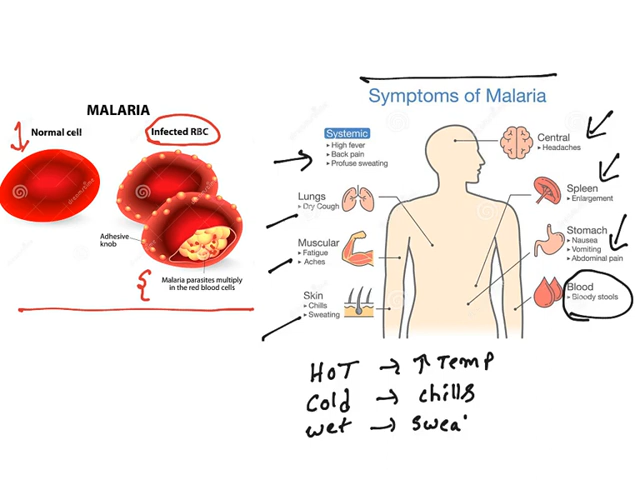 MALARIA
Normal cell
Infected RBC
Adhesive
knob
Malaria parasites multiply
in the red blood cells
Symptoms of Malaria
Systemic
▸ High fever
▸ Back pain
▸ Profuse sweating
Central
▸ Headaches
Lungs
▸ Dry Cough
Spleen
▸ Enlargement
Muscular
▸ Fatigue
▸ Aches
Stomach
▸ Nausea
▸ Vomiting
▸ Abdominal pain
Skin
▸ Chills
▸ Sweating
Blood
▸ Bloody stools
HOT → ↑ Temp
Cold → chills
wet → swea